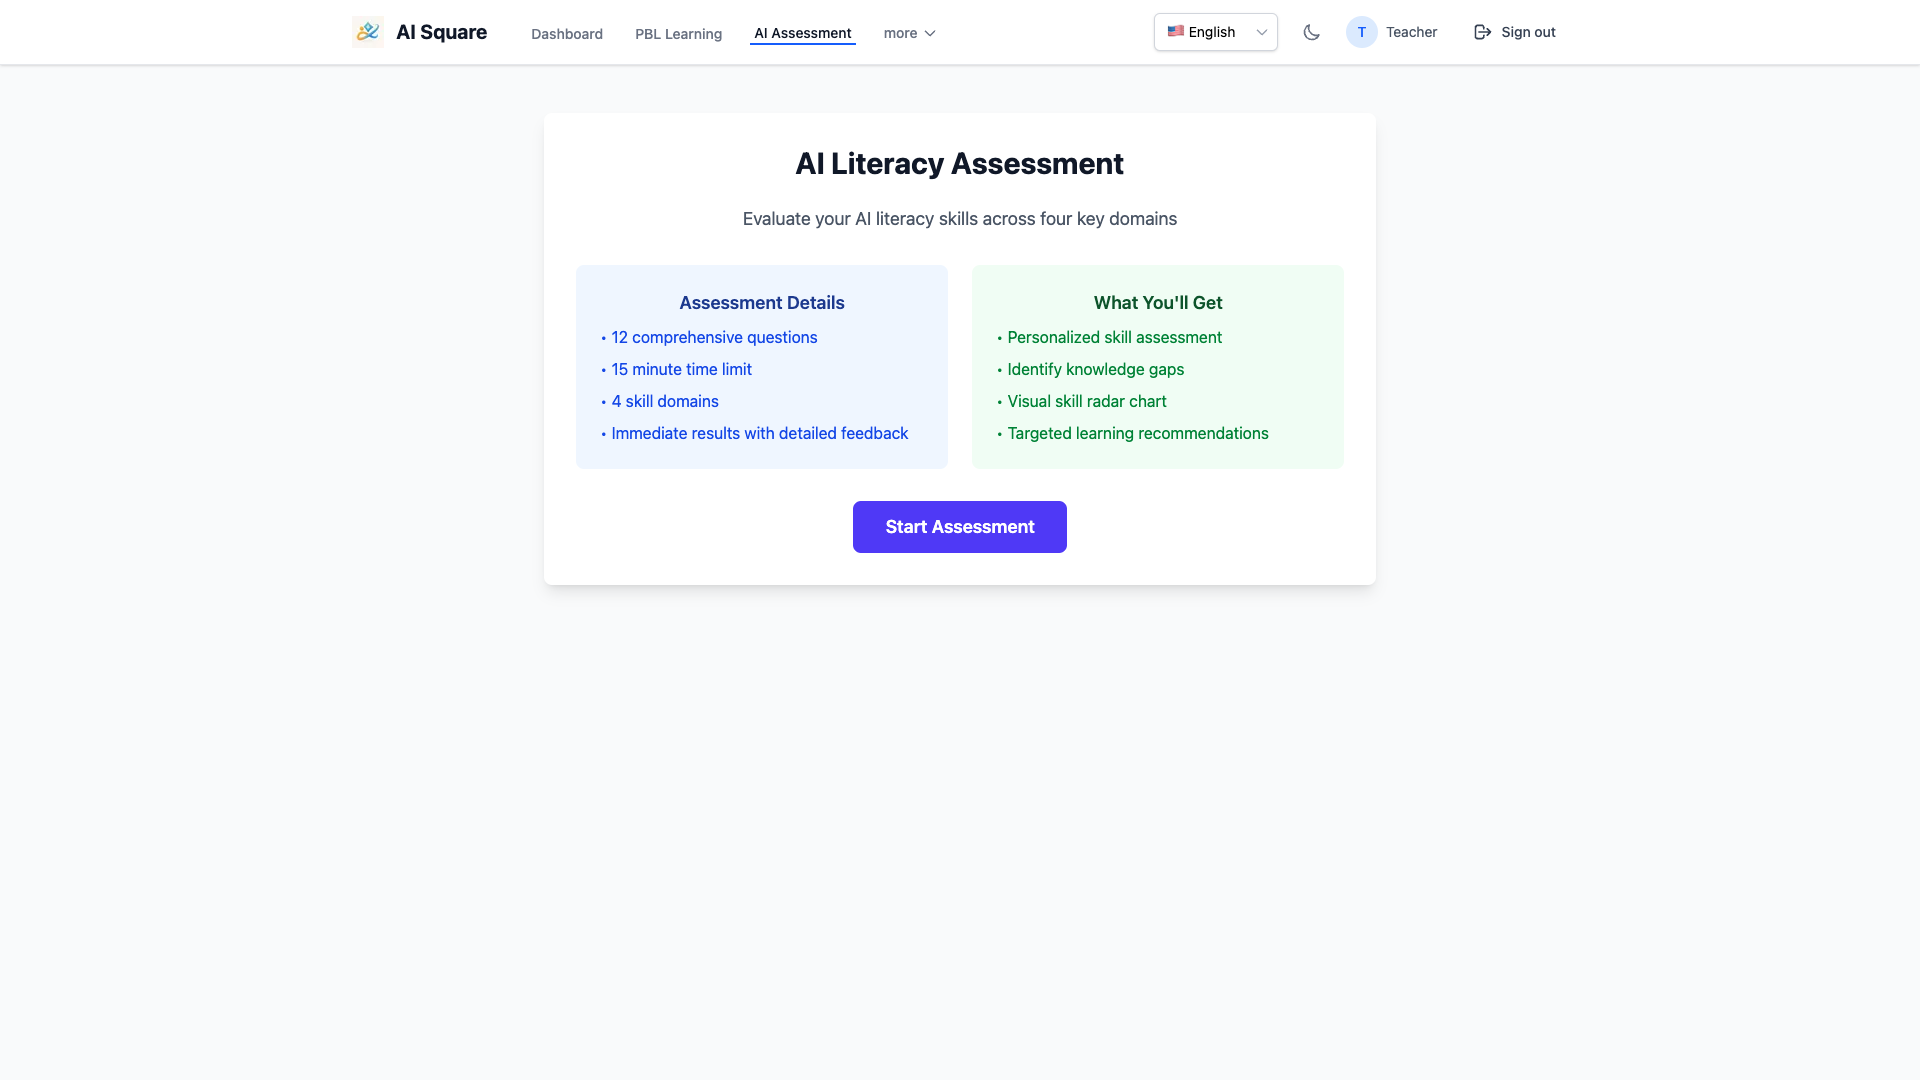 AI Square
Dashboard
PBL Learning
AI Assessment
more
🇺🇸 English
T
Teacher
Sign out
AI Literacy Assessment
Evaluate your AI literacy skills across four key domains
Assessment Details
• 12 comprehensive questions
• 15 minute time limit
• 4 skill domains
• Immediate results with detailed feedback
What You'll Get
• Personalized skill assessment
• Identify knowledge gaps
• Visual skill radar chart
• Targeted learning recommendations
Start Assessment